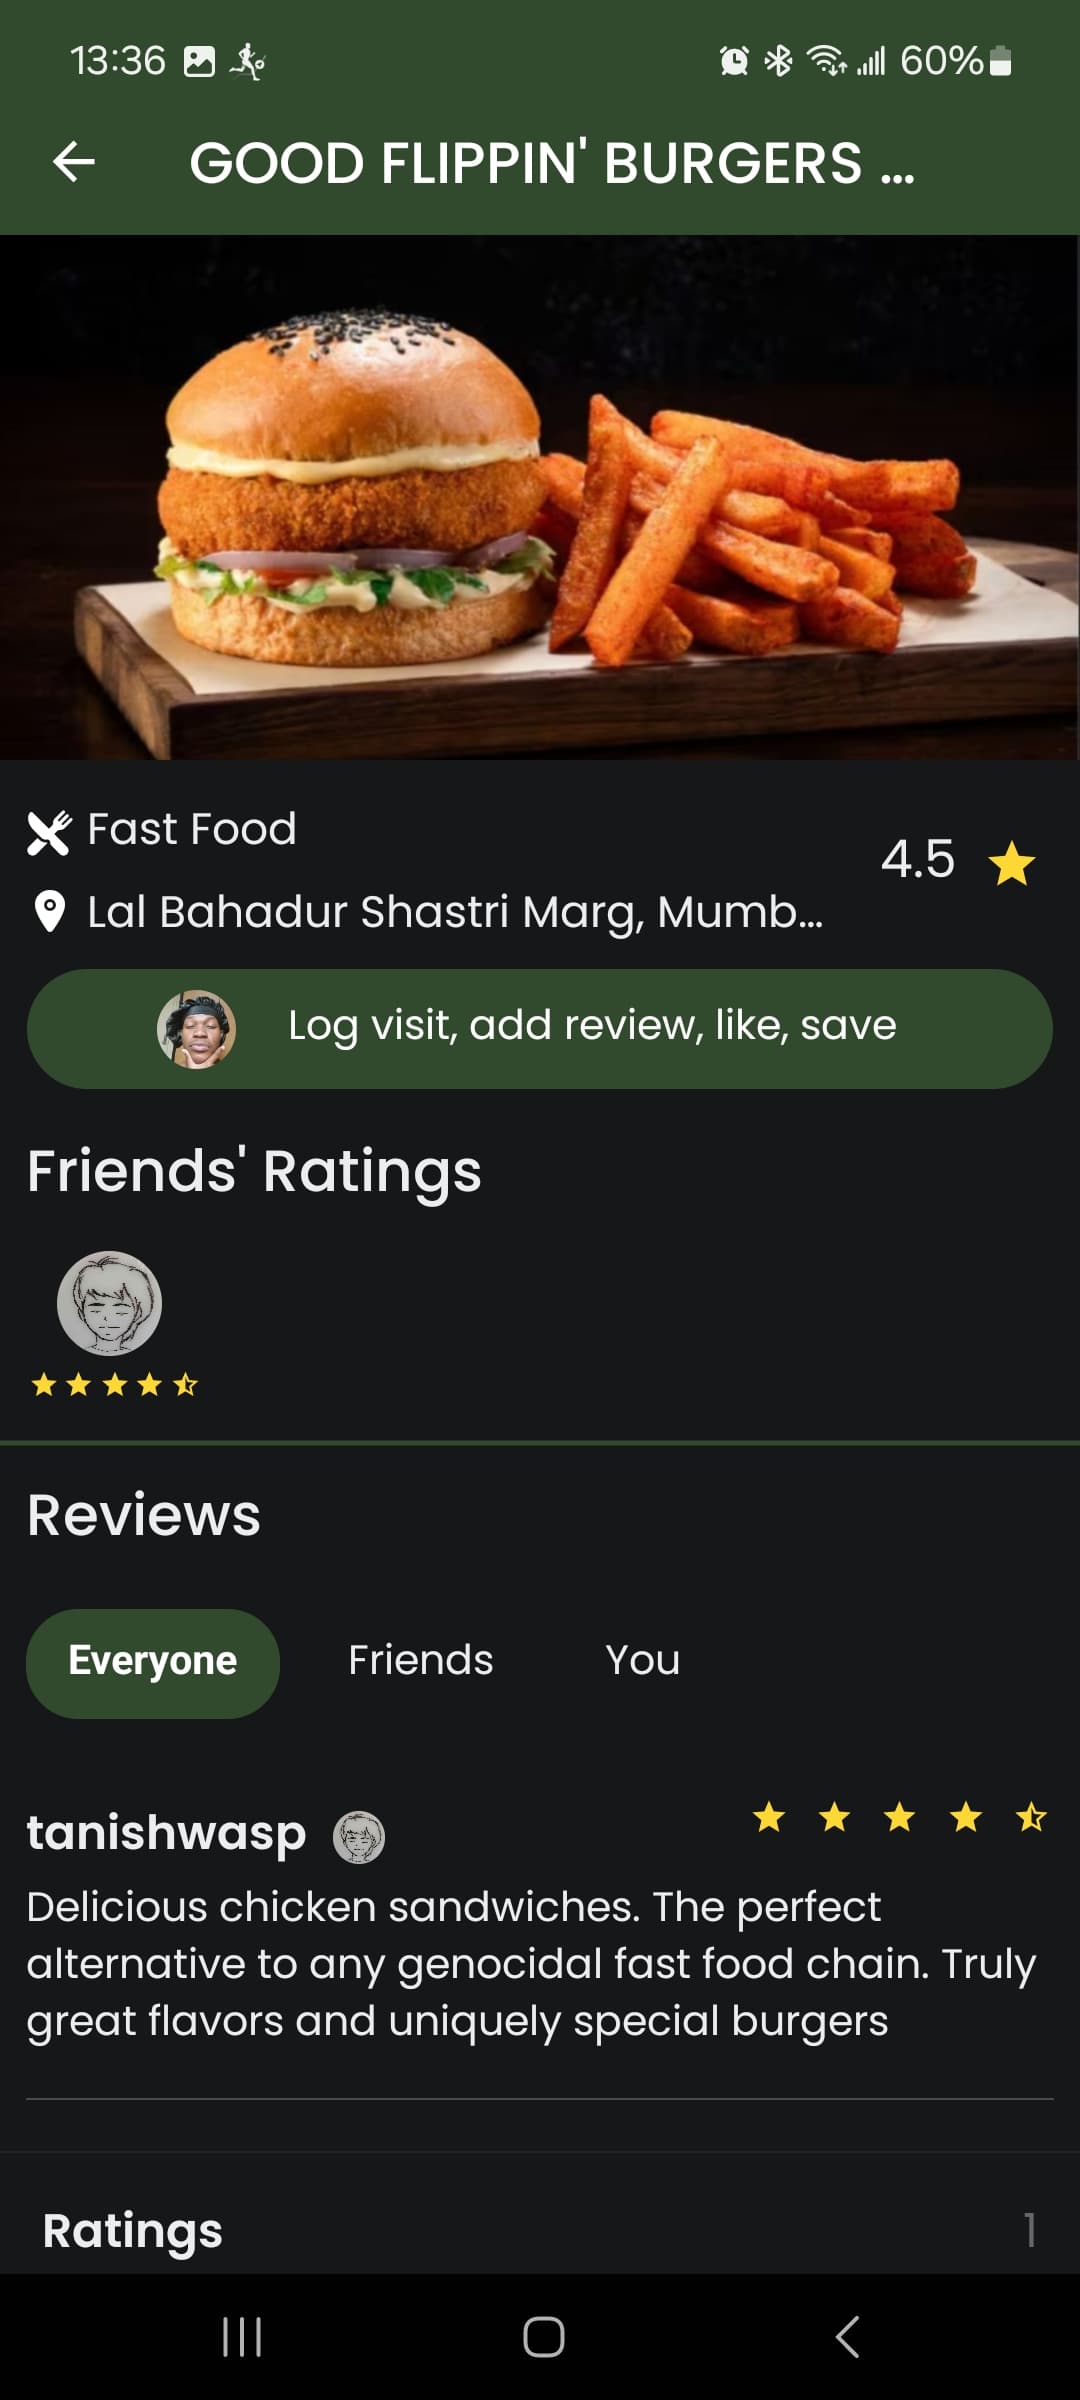 13:36
60%
GOOD FLIPPIN' BURGERS ...
Fast Food
4.5
Lal Bahadur Shastri Marg, Mumb...
Log visit, add review, like, save
Friends' Ratings
Reviews
Everyone Friends You
tanishwasp
Delicious chicken sandwiches. The perfect
alternative to any genocidal fast food chain. Truly
great flavors and uniquely special burgers
Ratings 1